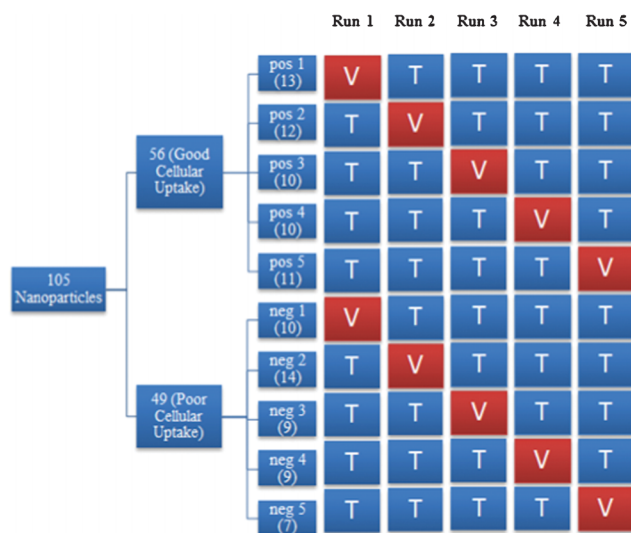 Run 1 Run 2 Run 3 Run 4 Run 5
pos 1
(13)
V T T T T
pos 2
(12)
T V T T T
56 (Good
Cellular
Uptake)
pos 3
(10)
T T V T T
pos 4
(10)
T T T V T
pos 5
(11)
T T T T V
105
Nanoparticles
neg 1
(10)
V T T T T
neg 2
(14)
T V T T T
49 (Poor
Cellular
Uptake)
neg 3
(9)
T T V T T
neg 4
(9)
T T T V T
neg 5
(7)
T T T T V